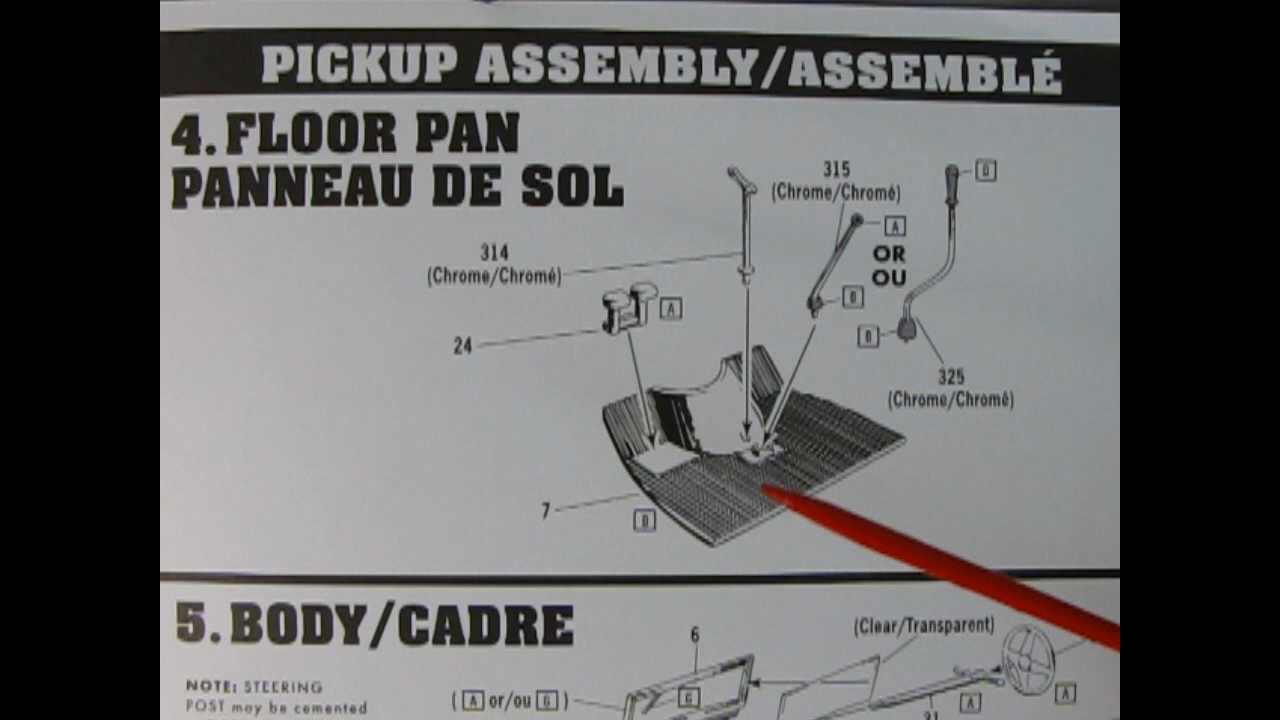 PICKUP ASSEMBLY/ASSEMBLÉ
4. FLOOR PAN
PANNEAU DE SOL
315
(Chrome/Chromé)
D
A
OR
OU
314
(Chrome/Chromé)
A
D
D
24
325
(Chrome/Chromé)
7
D
5. BODY/CADRE
6
(Clear/Transparent)
NOTE: STEERING
POST may be cemented
(A or/ou G)
G
A
A
31